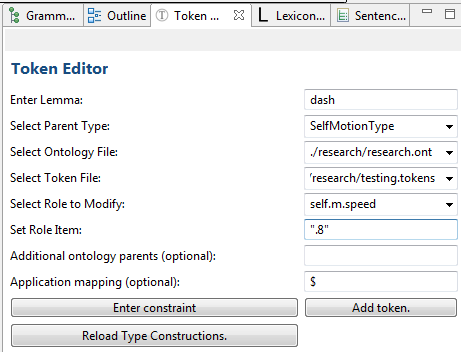 Gramm... Outline Token ... Lexicon... Sentenc...
Token Editor
Enter Lemma: dash
Select Parent Type: SelfMotionType
Select Ontology File: ./research/research.ont
Select Token File: /research/testing.tokens
Select Role to Modify: self.m.speed
Set Role Item: ".8"
Additional ontology parents (optional):
Application mapping (optional): $
Enter constraint Add token.
Reload Type Constructions.